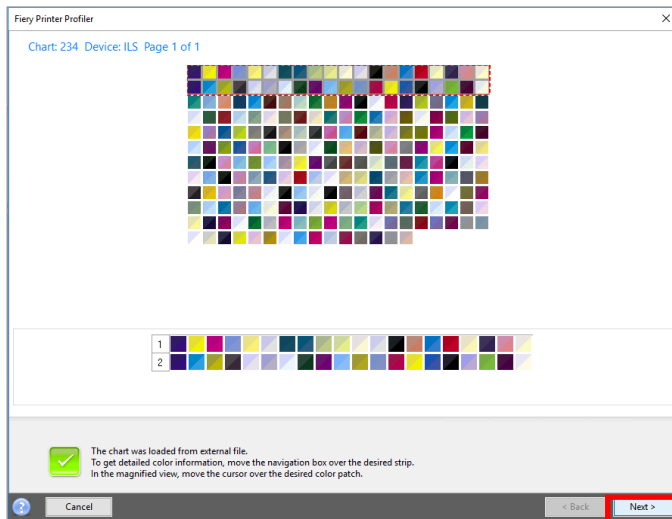 Fiery Printer Profiler
Chart: 234 Device: ILS Page 1 of 1
1
2
The chart was loaded from external file.
To get detailed color information, move the navigation box over the desired strip.
In the magnified view, move the cursor over the desired color patch.
? Cancel < Back Next >